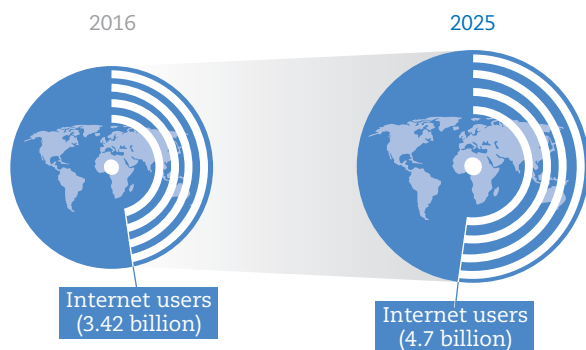 2016
2025
Internet users
(3.42 billion)
Internet users
(4.7 billion)